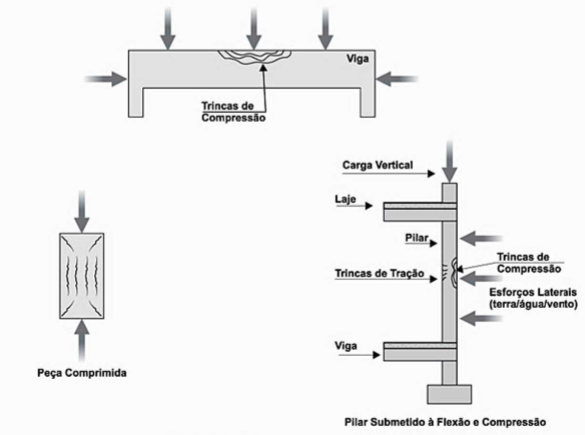 Viga
Trincas de
Compressão
Carga Vertical
Laje
Pilar
Trincas de
Compressão
Trincas de Tração
Esforços Laterais
(terra/água/vento)
Viga
Peça Comprimida
Pilar Submetido à Flexão e Compressão